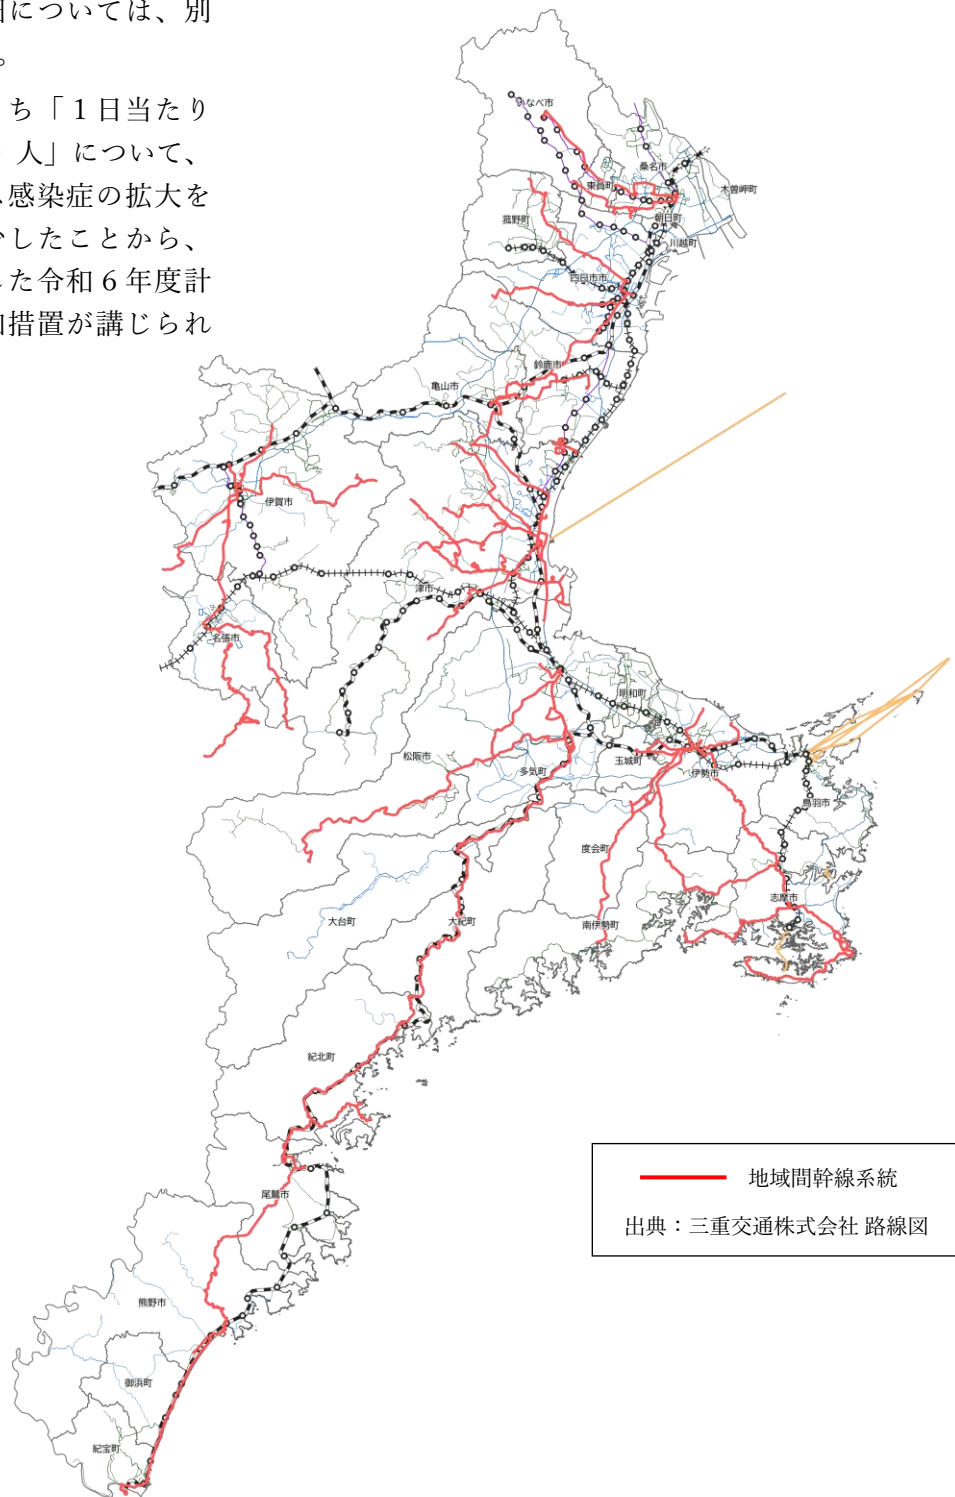 については、別
。
ち「１日当たり
人」について、
感染症の拡大を
したことから、
た令和６年度計
措置が講じられ
いなべ市
桑名市
東員町
木曽岬町
菰野町
朝日町
川越町
四日市市
鈴鹿市
亀山市
伊賀市
津市
名張市
明和町
松阪市
多気町
玉城町
伊勢市
鳥羽市
度会町
志摩市
大台町
大紀町
南伊勢町
紀北町
尾鷲市
熊野市
御浜町
紀宝町
地域間幹線系統
出典：三重交通株式会社 路線図